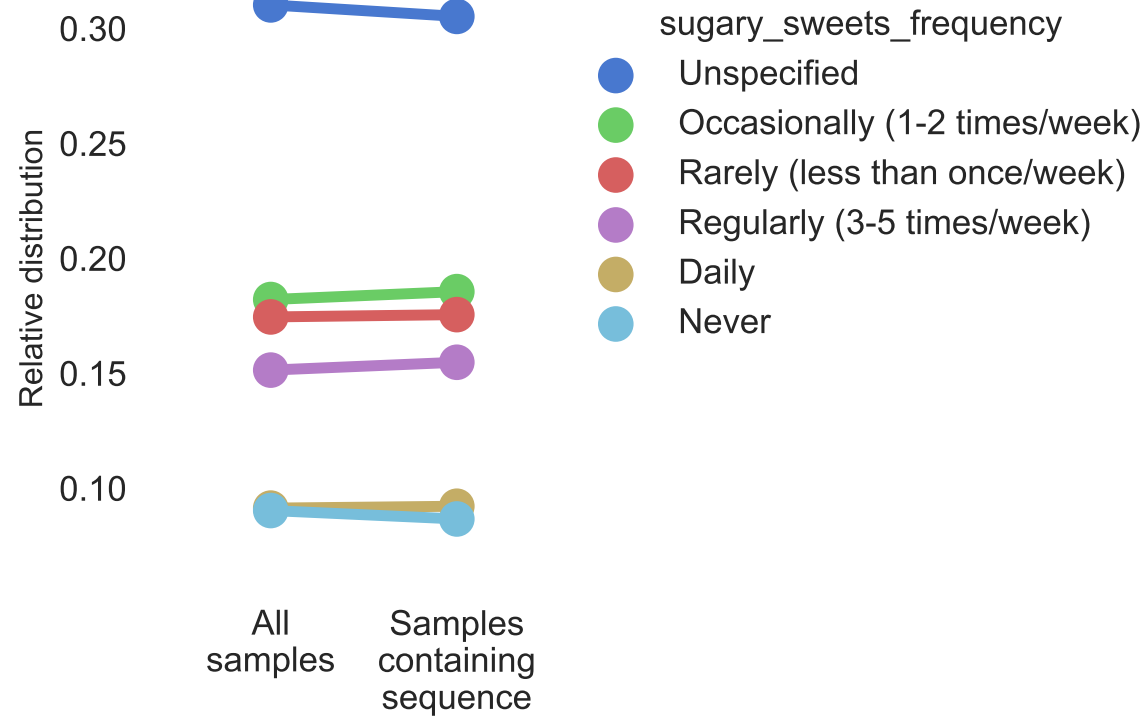 0.30
0.25
0.20
0.15
0.10
Relative distribution
All
samples
Samples
containing
sequence
sugary_sweets_frequency
Unspecified
Occasionally (1-2 times/week)
Rarely (less than once/week)
Regularly (3-5 times/week)
Daily
Never